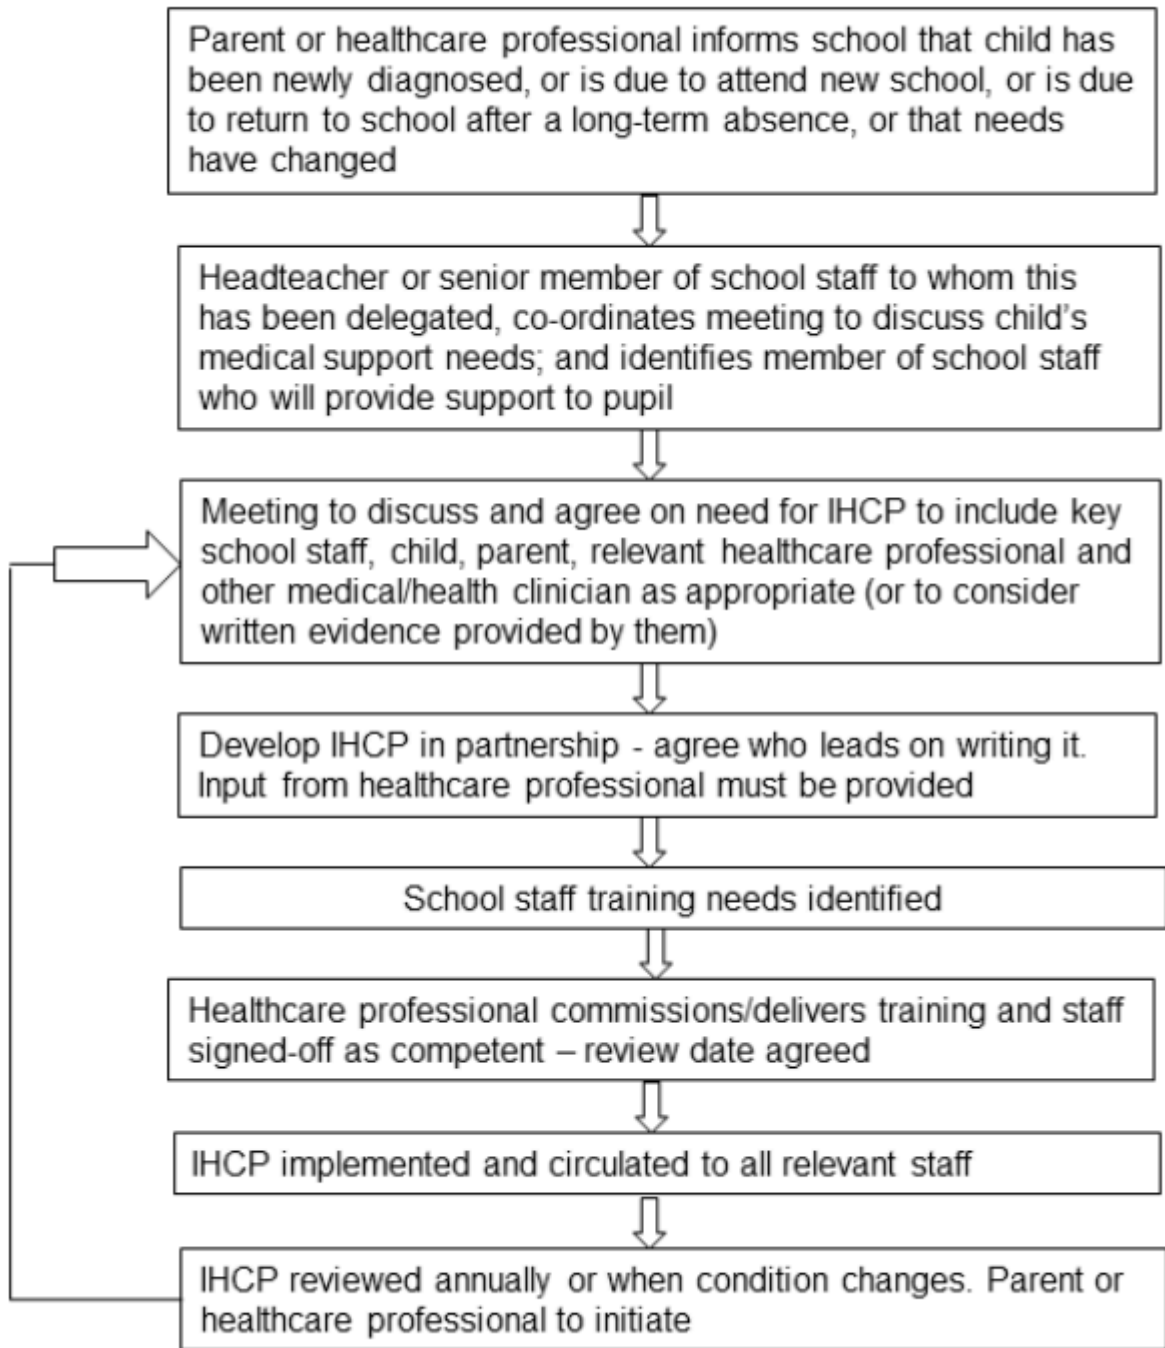 Parent or healthcare professional informs school that child has
been newly diagnosed, or is due to attend new school, or is due
to return to school after a long-term absence, or that needs
have changed
Headteacher or senior member of school staff to whom this
has been delegated, co-ordinates meeting to discuss child’s
medical support needs; and identifies member of school staff
who will provide support to pupil
Meeting to discuss and agree on need for IHCP to include key
school staff, child, parent, relevant healthcare professional and
other medical/health clinician as appropriate (or to consider
written evidence provided by them)
Develop IHCP in partnership - agree who leads on writing it.
Input from healthcare professional must be provided
School staff training needs identified
Healthcare professional commissions/delivers training and staff
signed-off as competent – review date agreed
IHCP implemented and circulated to all relevant staff
IHCP reviewed annually or when condition changes. Parent or
healthcare professional to initiate